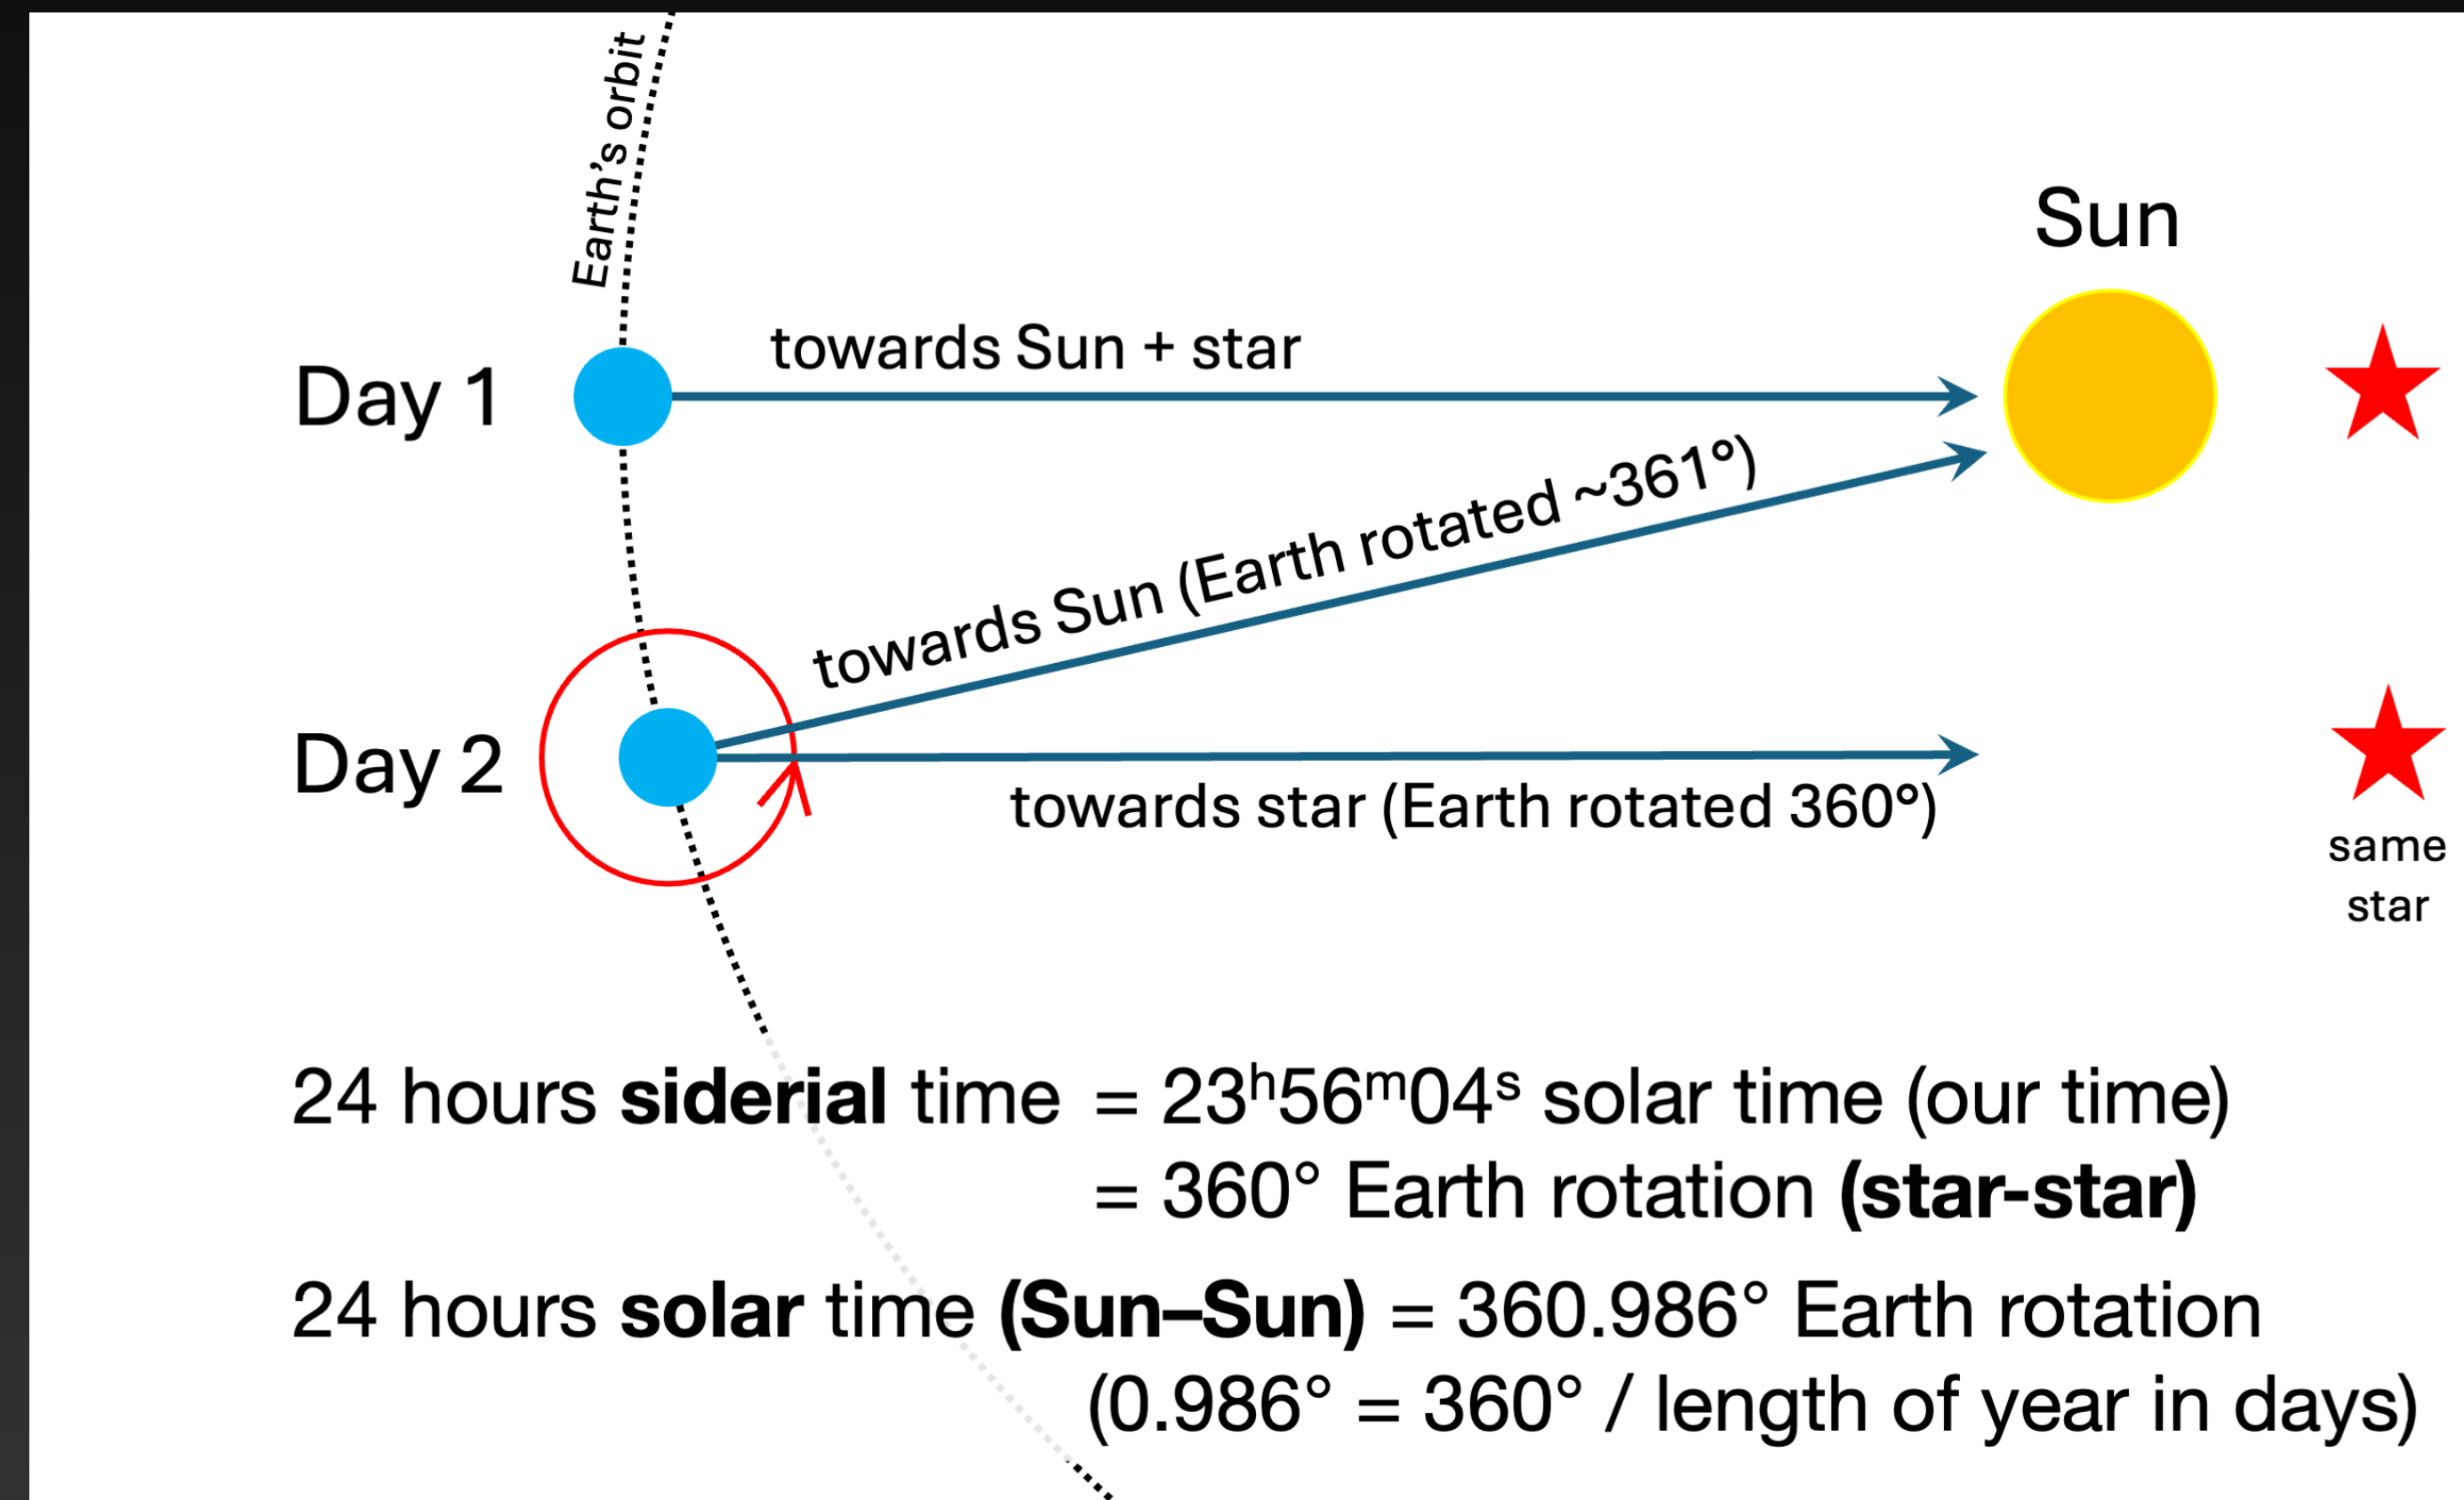 Earth’s orbit
Sun
towards Sun + star
Day 1
towards Sun (Earth rotated ~361°)
Day 2
towards star (Earth rotated 360°)
same
star
24 hours siderial time = 23ʰ56ᵐ04ˢ solar time (our time)
= 360° Earth rotation (star-star)
24 hours solar time (Sun–Sun) = 360.986° Earth rotation
(0.986° = 360° / length of year in days)